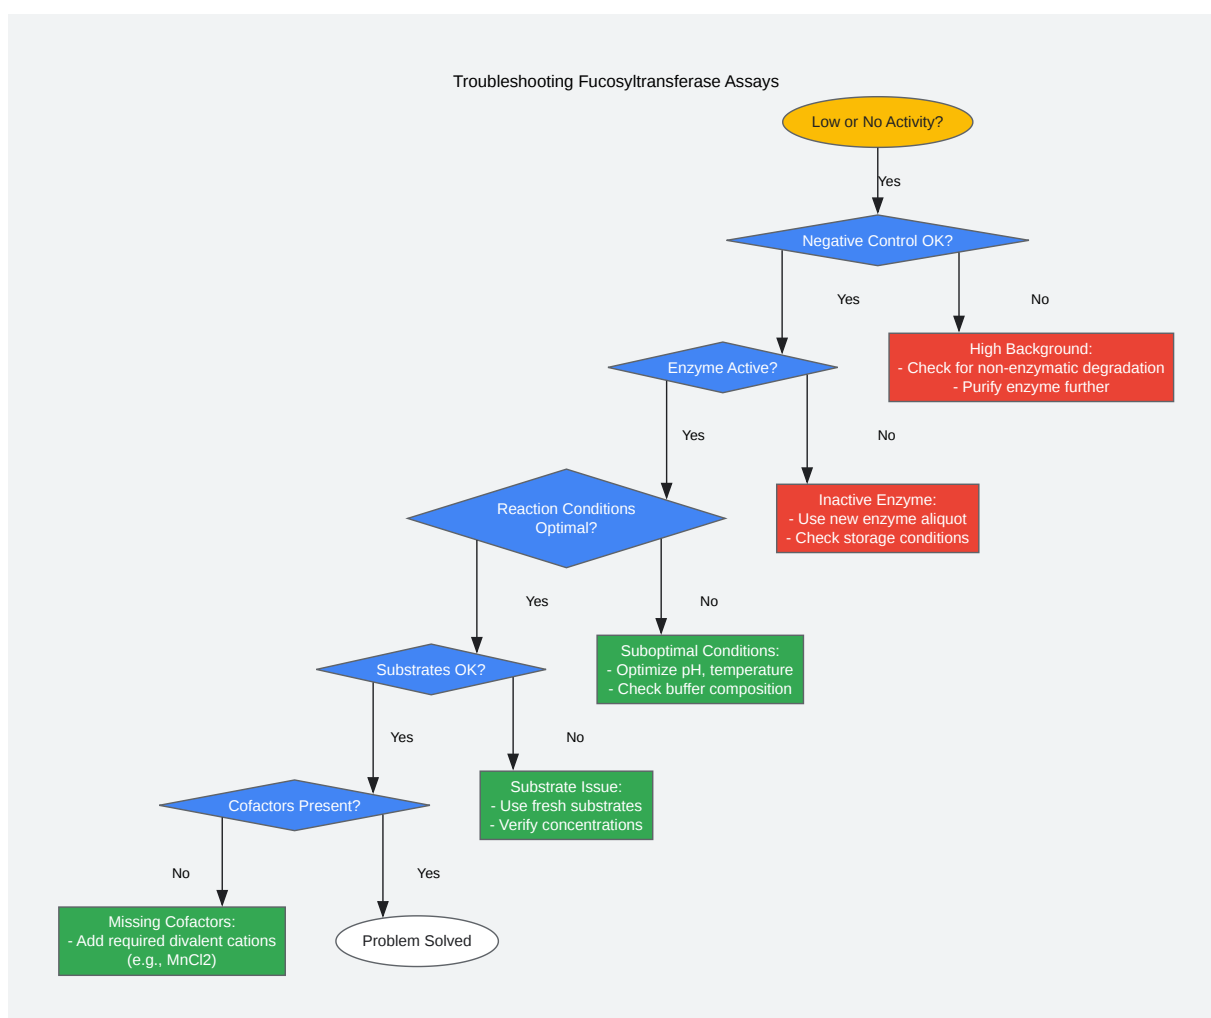 Troubleshooting Fucosyltransferase Assays
Low or No Activity?
Yes
Negative Control OK?
Yes
No
High Background:
- Check for non-enzymatic degradation
- Purify enzyme further
Enzyme Active?
Yes
No
Inactive Enzyme:
- Use new enzyme aliquot
- Check storage conditions
Reaction Conditions
Optimal?
Yes
No
Suboptimal Conditions:
- Optimize pH, temperature
- Check buffer composition
Substrates OK?
Yes
No
Substrate Issue:
- Use fresh substrates
- Verify concentrations
Cofactors Present?
No
Yes
Missing Cofactors:
- Add required divalent cations
(e.g., MnCl2)
Problem Solved